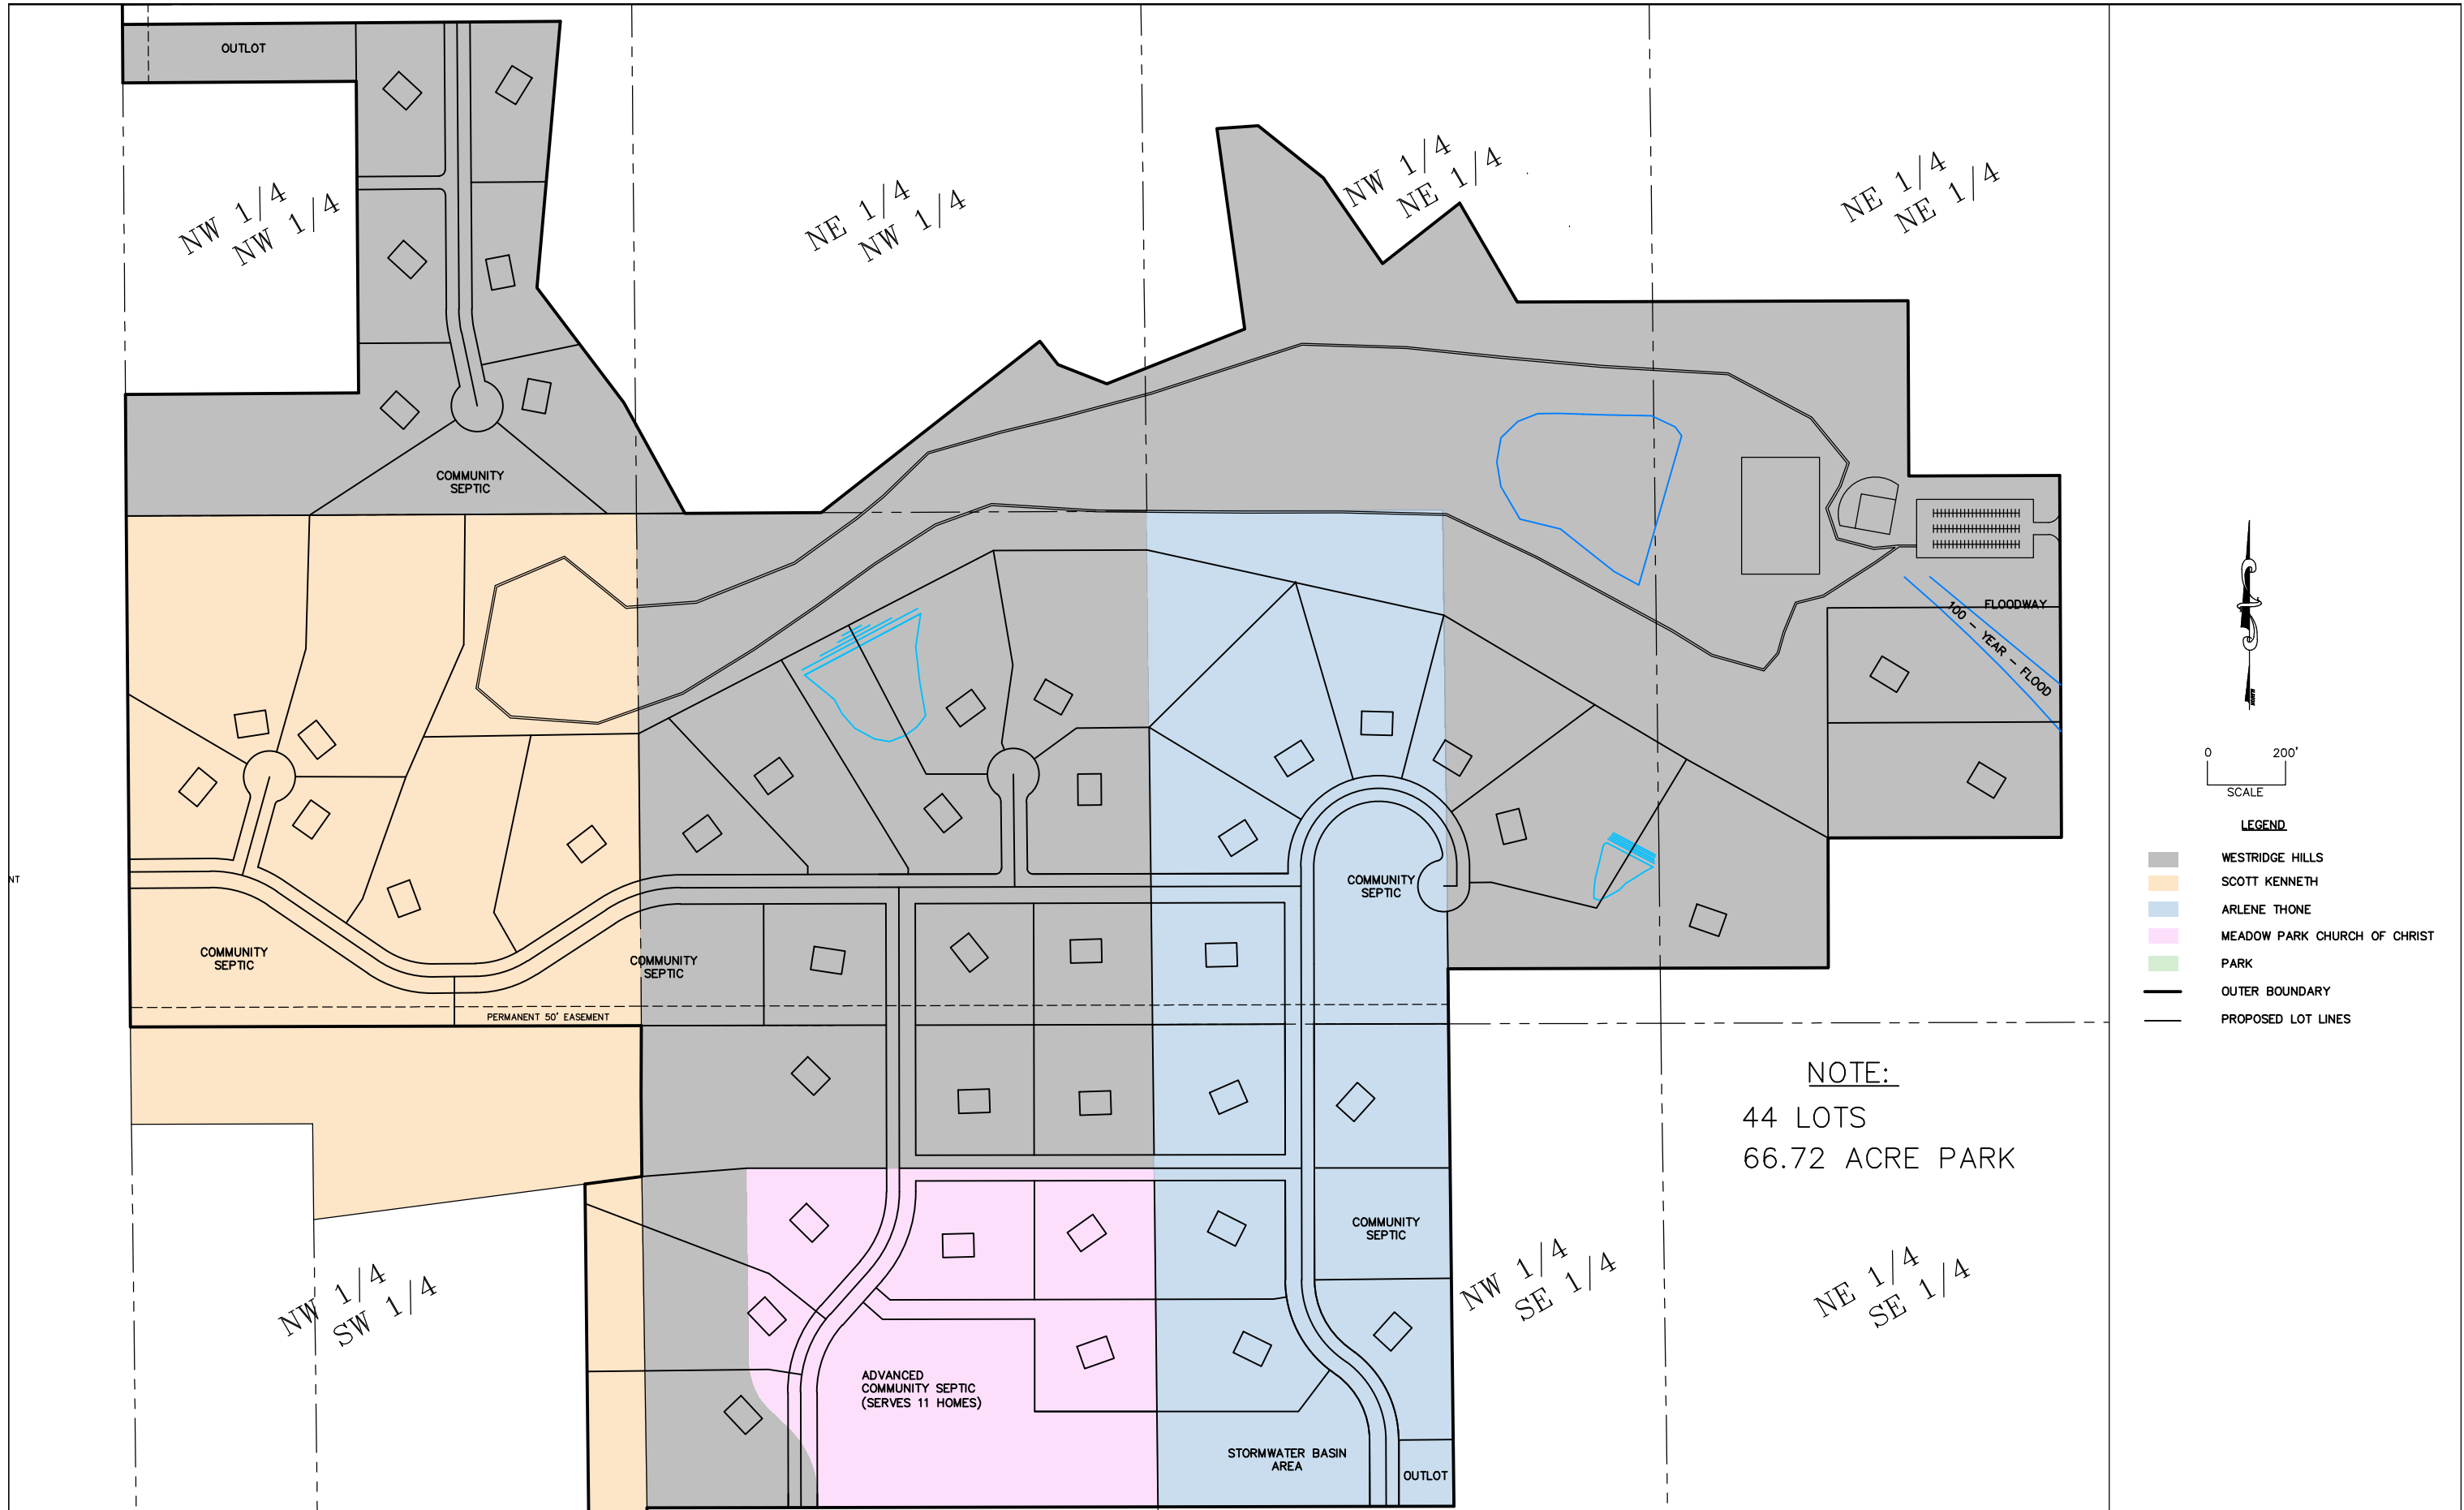 OUTLOT
NW 1/4
NW 1/4
NE 1/4
NW 1/4
NW 1/4
NE 1/4
NE 1/4
NE 1/4
COMMUNITY
SEPTIC
FLOODWAY
100 - YEAR - FLOOD
0 200'
SCALE
LEGEND
WESTRIDGE HILLS
SCOTT KENNETH
ARLENE THONE
MEADOW PARK CHURCH OF CHRIST
PARK
OUTER BOUNDARY
PROPOSED LOT LINES
NT
COMMUNITY
SEPTIC
COMMUNITY
SEPTIC
COMMUNITY
SEPTIC
PERMANENT 50' EASEMENT
NOTE:
44 LOTS
66.72 ACRE PARK
COMMUNITY
SEPTIC
NW 1/4
SW 1/4
NW 1/4
SE 1/4
NE 1/4
SE 1/4
ADVANCED
COMMUNITY SEPTIC
(SERVES 11 HOMES)
STORMWATER BASIN
AREA
OUTLOT